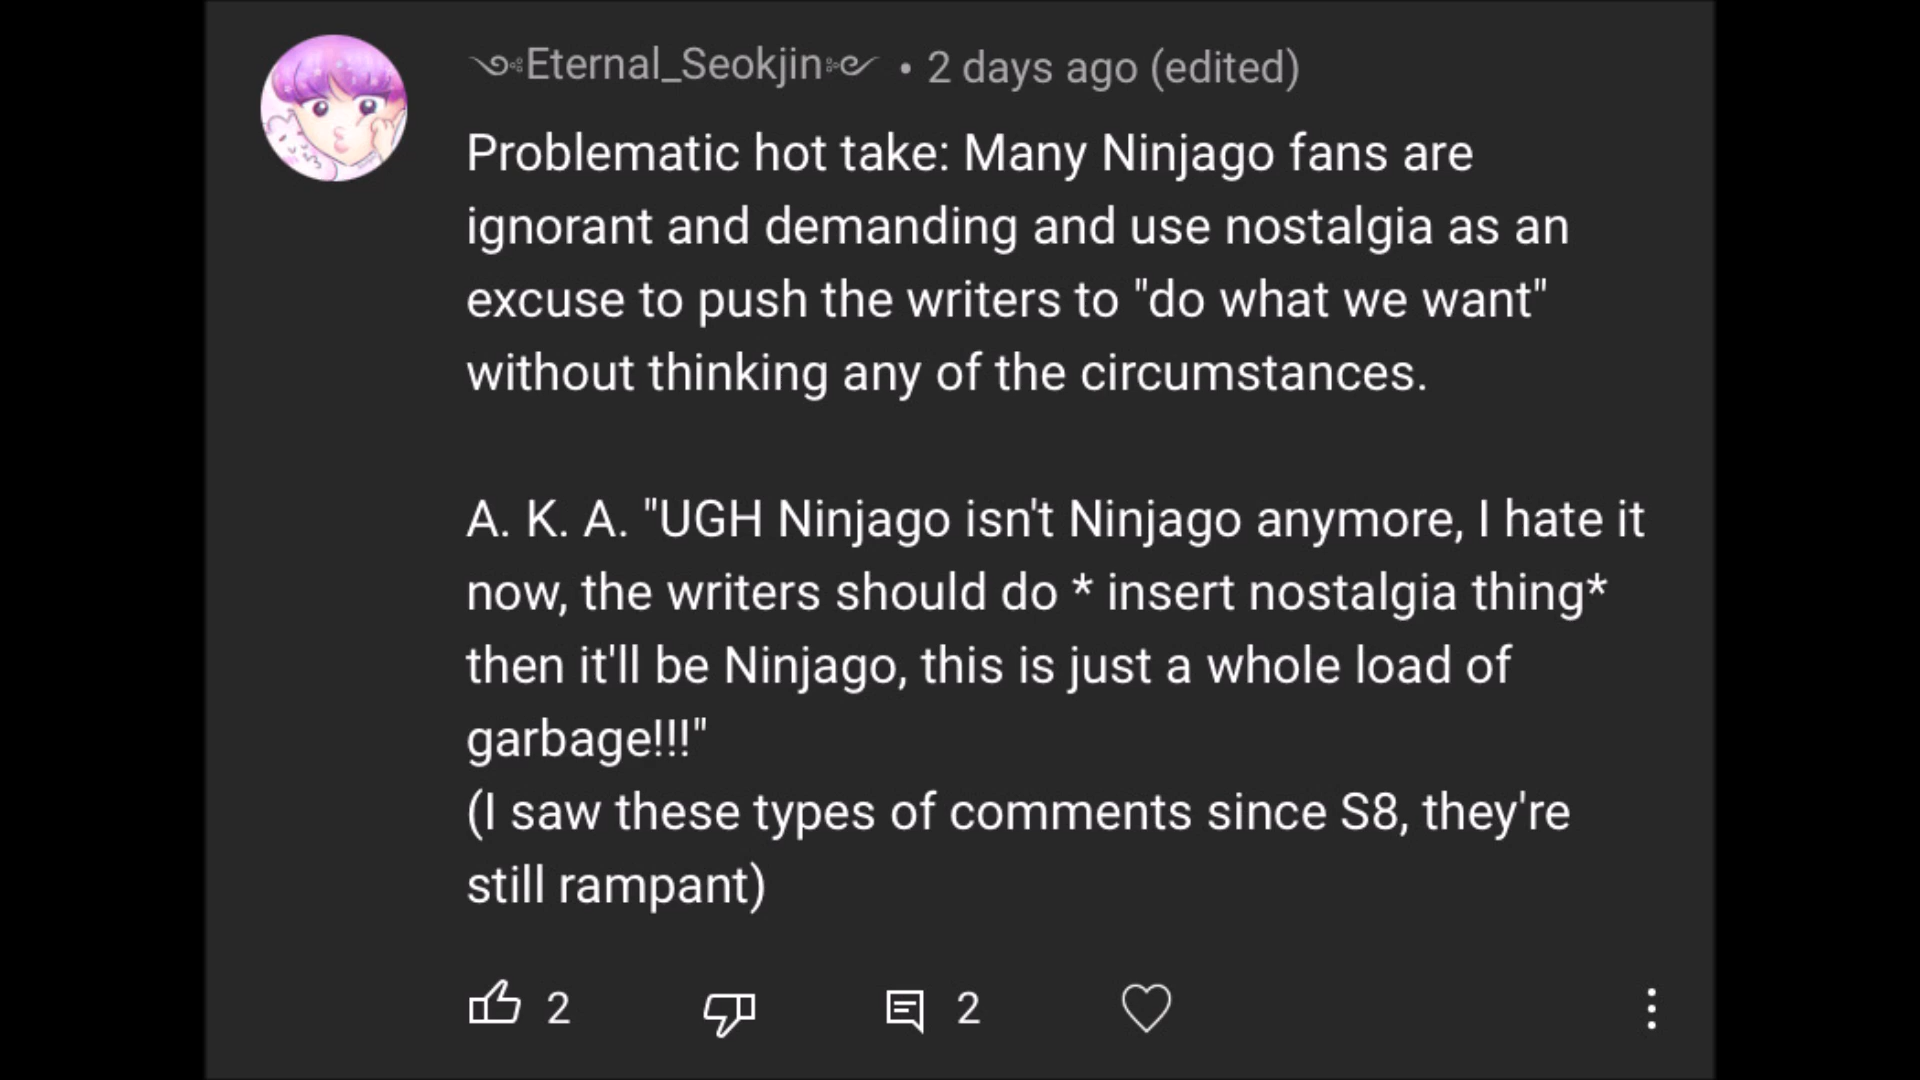 Eternal_Seokjin • 2 days ago (edited)
Problematic hot take: Many Ninjago fans are
ignorant and demanding and use nostalgia as an
excuse to push the writers to "do what we want"
without thinking any of the circumstances.
A. K. A. "UGH Ninjago isn't Ninjago anymore, I hate it
now, the writers should do * insert nostalgia thing*
then it'll be Ninjago, this is just a whole load of
garbage!!!"
(I saw these types of comments since S8, they're
still rampant)
2 2